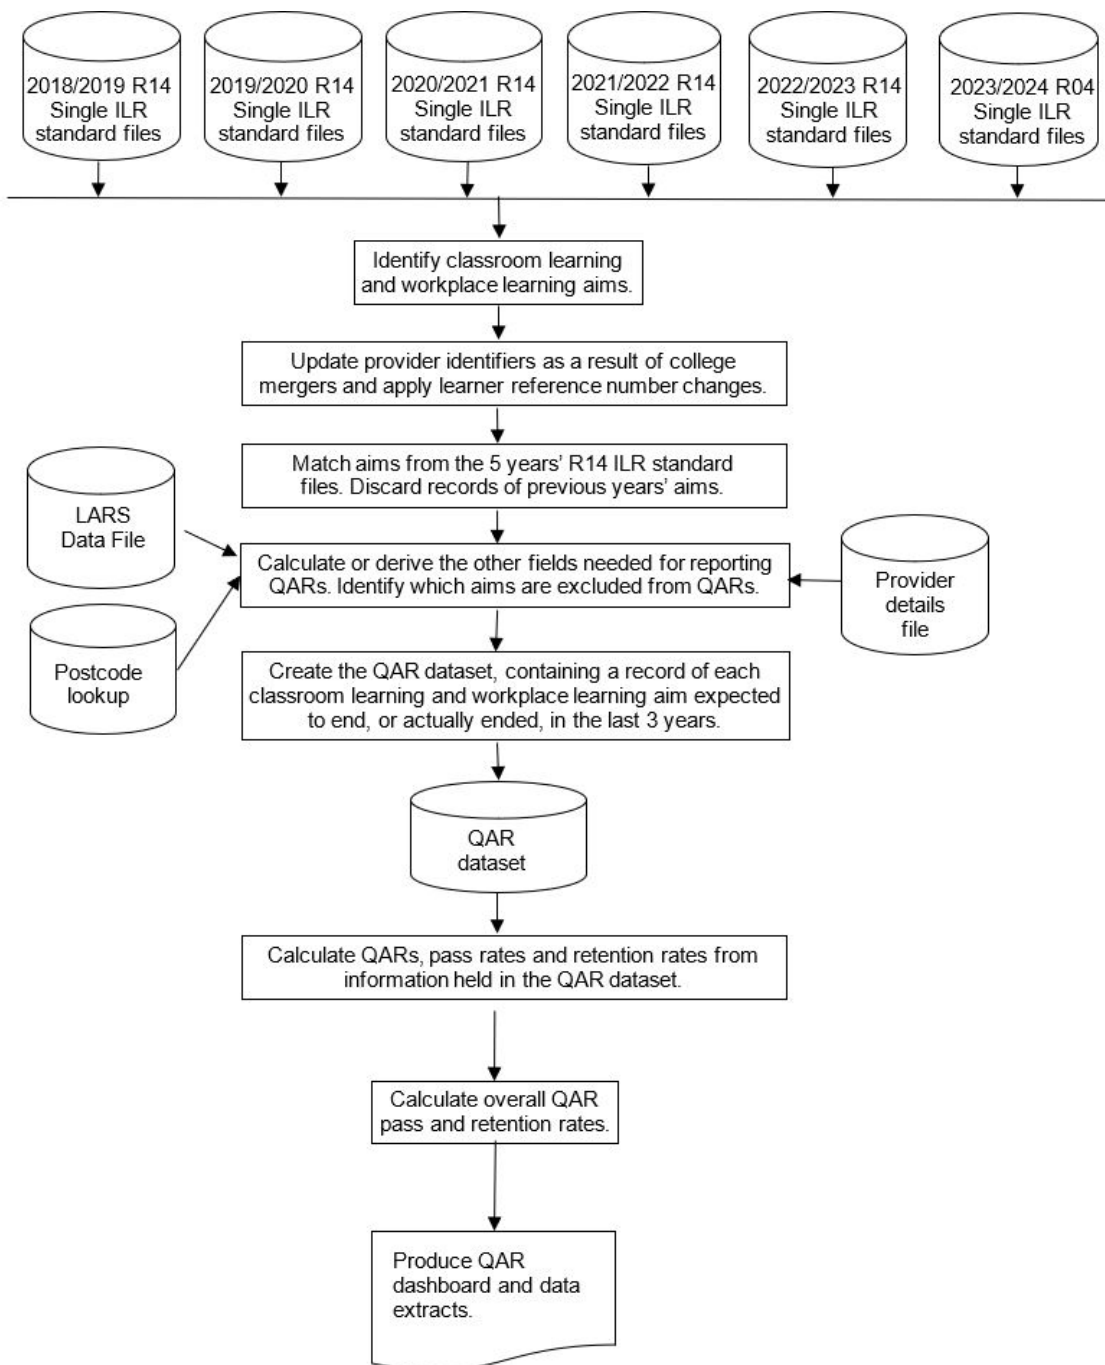 2018/2019 R14
Single ILR
standard files
2019/2020 R14
Single ILR
standard files
2020/2021 R14
Single ILR
standard files
2021/2022 R14
Single ILR
standard files
2022/2023 R14
Single ILR
standard files
2023/2024 R04
Single ILR
standard files
Identify classroom learning
and workplace learning aims.
Update provider identifiers as a result of college
mergers and apply learner reference number changes.
Match aims from the 5 years’ R14 ILR standard
files. Discard records of previous years’ aims.
LARS
Data File
Calculate or derive the other fields needed for reporting
QARs. Identify which aims are excluded from QARs.
Provider
details
file
Postcode
lookup
Create the QAR dataset, containing a record of each
classroom learning and workplace learning aim expected
to end, or actually ended, in the last 3 years.
QAR
dataset
Calculate QARs, pass rates and retention rates from
information held in the QAR dataset.
Calculate overall QAR
pass and retention rates.
Produce QAR
dashboard and data
extracts.